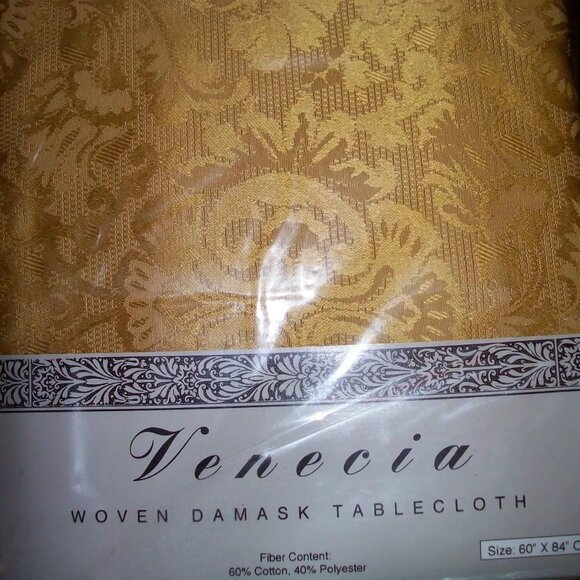 Venecia
WOVEN DAMASK TABLECLOTH
Fiber Content:
60% Cotton, 40% Polyester
Size: 60" X 84"